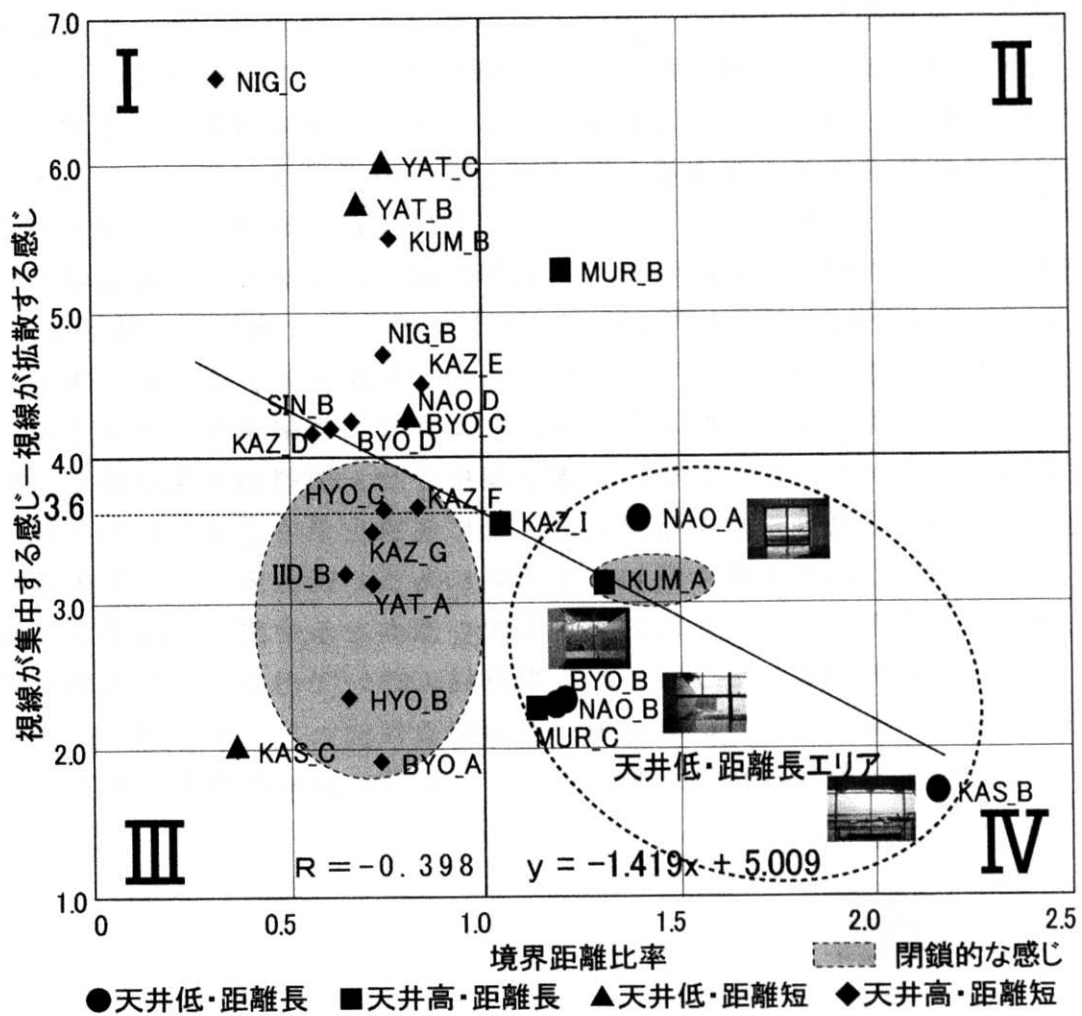 7.0
I
II
NIG_C
6.0
YAT_C
YAT_B
KUM_B
MUR_B
5.0
NIG_B
KAZ_E
SIN_B
NAO_D
BYO_C
KAZ_D
BYO_D
4.0
HYO_C
KAZ_F
3.6
KAZ_I
NAO_A
KAZ_G
IID_B
KUM_A
YAT_A
3.0
BYO_B
HYO_B
NAO_B
MUR_C
2.0
KAS_C
BYO_A
天井低・距離長エリア
KAS_B
III
IV
R=-0.398
y = -1.419x + 5.009
1.0
0
0.5
1.0
1.5
2.0
2.5
視線が集中する感じ―視線が拡散する感じ
境界距離比率
閉鎖的な感じ
●天井低・距離長 ■天井高・距離長 ▲天井低・距離短 ◆天井高・距離短